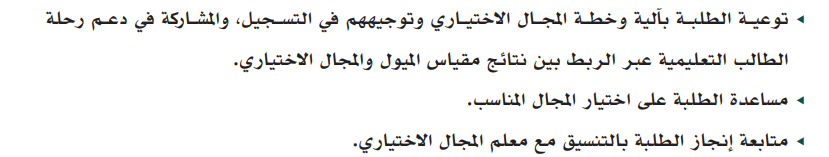 توعية الطلبة بآلية وخطة المجال الاختياري وتوجيههم في التسجيل، والمشاركة في دعم رحلة
الطالب التعليمية عبر الربط بين نتائج مقياس الميول والمجال الاختياري.
مساعدة الطلبة على اختيار المجال المناسب.
متابعة إنجاز الطلبة بالتنسيق مع معلم المجال الاختياري.